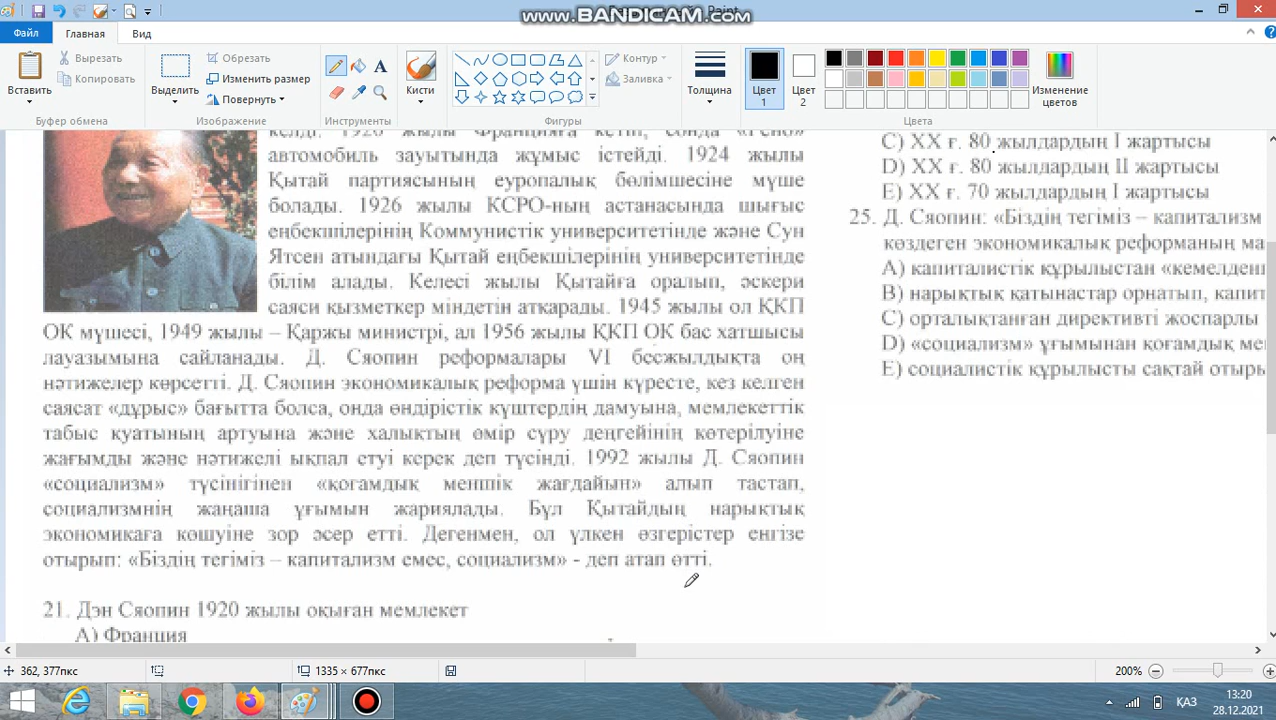 www.BANDICAM.com
Paint
Файл
Главная
Вид
Вставить
Вырезать
Копировать
Буфер обмена
Выделить
Обрезать
Изменить размер
Повернуть
Изображение
Инструменты
Кисти
Контур
Заливка
Фигуры
Толщина
Цвет 1
Цвет 2
Изменение цветов
Цвета
келді. 1920 жылы Францияға кетіп, сонда «Рено»
автомобиль зауытында жұмыс істейді. 1924 жылы
Қытай партиясының еуропалық бөлімшесіне мүше
болады. 1926 жылы КСРО-ның астанасында шығыс
еңбекшілерінің Коммунистік университетінде және Сун
Ятсен атындағы Қытай еңбекшілерінің университетінде
білім алады. Келесі жылы Қытайға оралып, әскери
саяси қызметкер міндетін атқарады. 1945 жылы ол ҚКП
ОК мүшесі, 1949 жылы – Қаржы министрі, ал 1956 жылы ҚКП ОК бас хатшысы
лауазымына сайланады. Д. Сяопин реформалары VI бесжылдықта оң
нәтижелер көрсетті. Д. Сяопин экономикалық реформа үшін күресте, кез келген
саясат «дұрыс» бағытта болса, онда өндірістік күштердің дамуына, мемлекеттік
табыс қуатының артуына және халықтың өмір сүру деңгейінің көтерілуіне
жағымды және нәтижелі ықпал етуі керек деп түсінді. 1992 жылы Д. Сяопин
«социализм» түсінігінен «қоғамдық меншік жағдайын» алып тастап,
социализмнің жаңаша ұғымын жариялады. Бұл Қытайдың нарықтық
экономикаға көшуіне зор әсер етті. Дегенмен, ол үлкен өзгерістер енгізе
отырып: «Біздің тегіміз – капитализм емес, социализм» - деп атап өтті.
21. Дэн Сяопин 1920 жылы оқыған мемлекет
А) Франция
C) XX ғ. 80 жылдардың I жартысы
D) XX ғ. 80 жылдардың II жартысы
E) XX ғ. 70 жылдардың I жартысы
25. Д. Сяопин: «Біздің тегіміз – капитализм
көздеген экономикалық реформаның ма
A) капиталистік құрылыстан «кемелден
B) нарықтық қатынастар орнатып, капит
C) орталықтанған директивті жоспарлы
D) «социализм» ұғымынан қоғамдық ме
E) социалистік құрылысты сақтай отыры
362, 377пкс
1335 × 677пкс
200%
ҚАЗ
13:20
28.12.2021